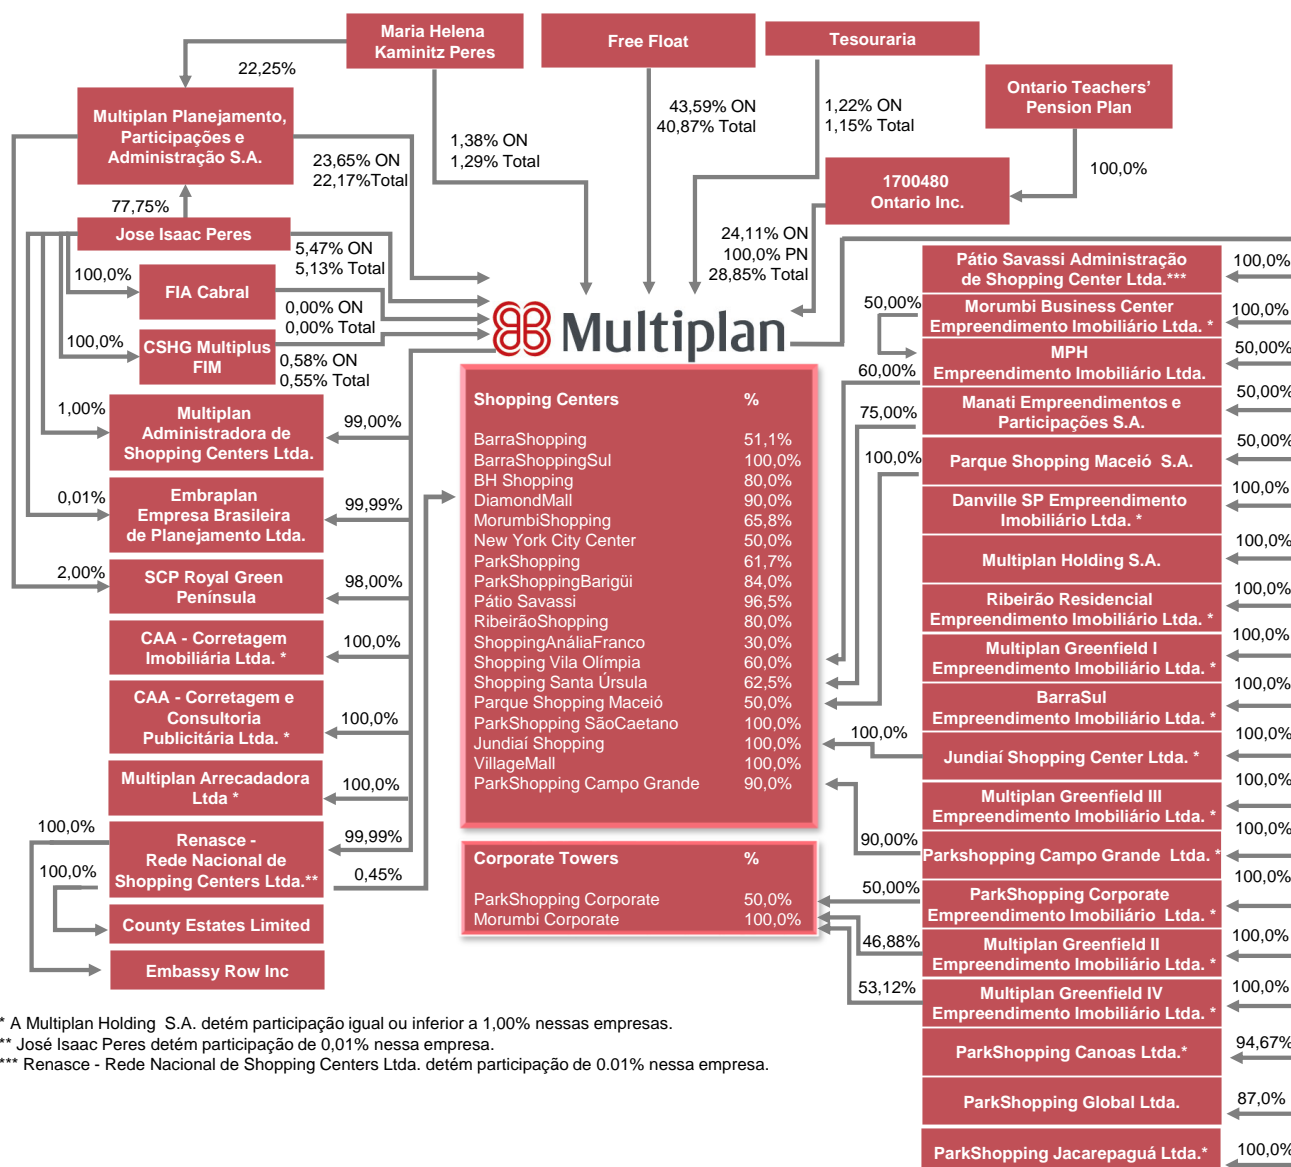 Maria Helena
Kaminitz Peres
Free Float
Tesouraria
Ontario Teachers'
Pension Plan
22,25%
Multiplan Planejamento,
Participações e
Administração S.A.
1,38% ON
1,29% Total
43,59% ON
40,87% Total
1,22% ON
1,15% Total
100,0%
23,65% ON
22,17%Total
1700480
Ontario Inc.
77,75%
Jose Isaac Peres
5,47% ON
5,13% Total
24,11% ON
100,0% PN
28,85% Total
100,0%
FIA Cabral
0,00% ON
0,00% Total
100,0%
CSHG Multiplus
FIM
0,58% ON
0,55% Total
Multiplan
1,00%
Multiplan
Administradora de
Shopping Centers Ltda.
99,00%
0,01%
Embraplan
Empresa Brasileira
de Planejamento Ltda.
99,99%
2,00%
SCP Royal Green
Península
98,00%
CAA - Corretagem
Imobiliária Ltda. *
100,0%
CAA - Corretagem e
Consultoria
Publicitária Ltda. *
100,0%
Multiplan Arrecadadora
Ltda *
100,0%
100,0%
Renasce -
Rede Nacional de
Shopping Centers Ltda.**
99,99%
100,0%
0,45%
County Estates Limited
Embassy Row Inc
Shopping Centers %
BarraShopping 51,1%
BarraShoppingSul 100,0%
BH Shopping 80,0%
DiamondMall 90,0%
MorumbiShopping 65,8%
New York City Center 50,0%
ParkShopping 61,7%
ParkShoppingBarigüi 84,0%
Pátio Savassi 96,5%
RibeirãoShopping 80,0%
ShoppingAnáliaFranco 30,0%
Shopping Vila Olímpia 60,0%
Shopping Santa Úrsula 62,5%
Parque Shopping Maceió 50,0%
ParkShopping SãoCaetano 100,0%
Jundiaí Shopping 100,0%
VillageMall 100,0%
ParkShopping Campo Grande 90,0%
Corporate Towers %
ParkShopping Corporate 50,0%
Morumbi Corporate 100,0%
Pátio Savassi Administração
de Shopping Center Ltda.***
100,0%
50,00%
Morumbi Business Center
Empreendimento Imobiliário Ltda. *
100,0%
60,00%
MPH
Empreendimento Imobiliário Ltda.
50,00%
75,00%
Manati Empreendimentos e
Participações S.A.
50,00%
100,0%
Parque Shopping Maceió S.A.
50,00%
Danville SP Empreendimento
Imobiliário Ltda. *
100,0%
Multiplan Holding S.A.
100,0%
Ribeirão Residencial
Empreendimento Imobiliário Ltda. *
100,0%
Multiplan Greenfield I
Empreendimento Imobiliário Ltda. *
100,0%
BarraSul
Empreendimento Imobiliário Ltda. *
100,0%
100,0%
Jundiaí Shopping Center Ltda. *
100,0%
Multiplan Greenfield III
Empreendimento Imobiliário Ltda. *
100,0%
90,00%
Parkshopping Campo Grande Ltda. *
100,0%
50,00%
ParkShopping Corporate
Empreendimento Imobiliário Ltda. *
100,0%
46,88%
Multiplan Greenfield II
Empreendimento Imobiliário Ltda. *
100,0%
53,12%
Multiplan Greenfield IV
Empreendimento Imobiliário Ltda. *
100,0%
ParkShopping Canoas Ltda.*
94,67%
ParkShopping Global Ltda.
87,0%
ParkShopping Jacarepaguá Ltda.*
100,0%
* A Multiplan Holding S.A. detém participação igual ou inferior a 1,00% nessas empresas.
** José Isaac Peres detém participação de 0,01% nessa empresa.
*** Renasce - Rede Nacional de Shopping Centers Ltda. detém participação de 0.01% nessa empresa.